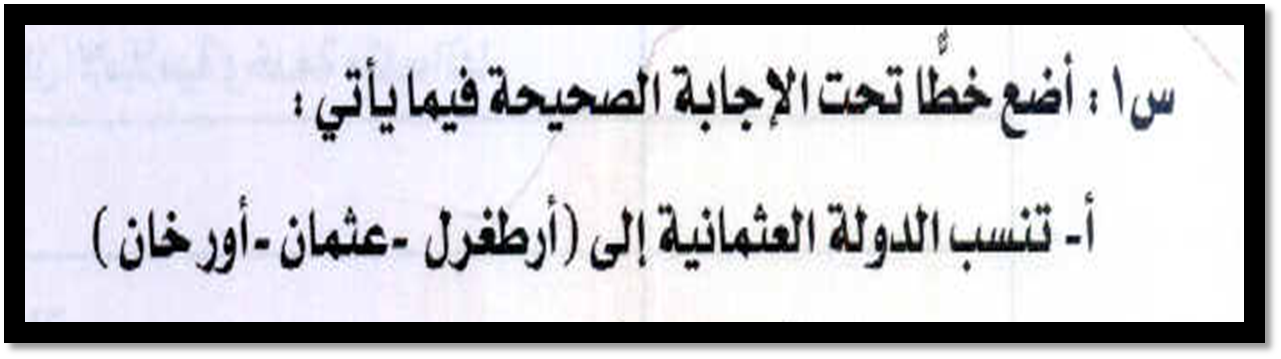 س١ : أضع خطًّا تحت الإجابة الصحيحة فيما يأتي :
أ- تنسب الدولة العثمانية إلى (أرطغرل -عثمان-أورخان )